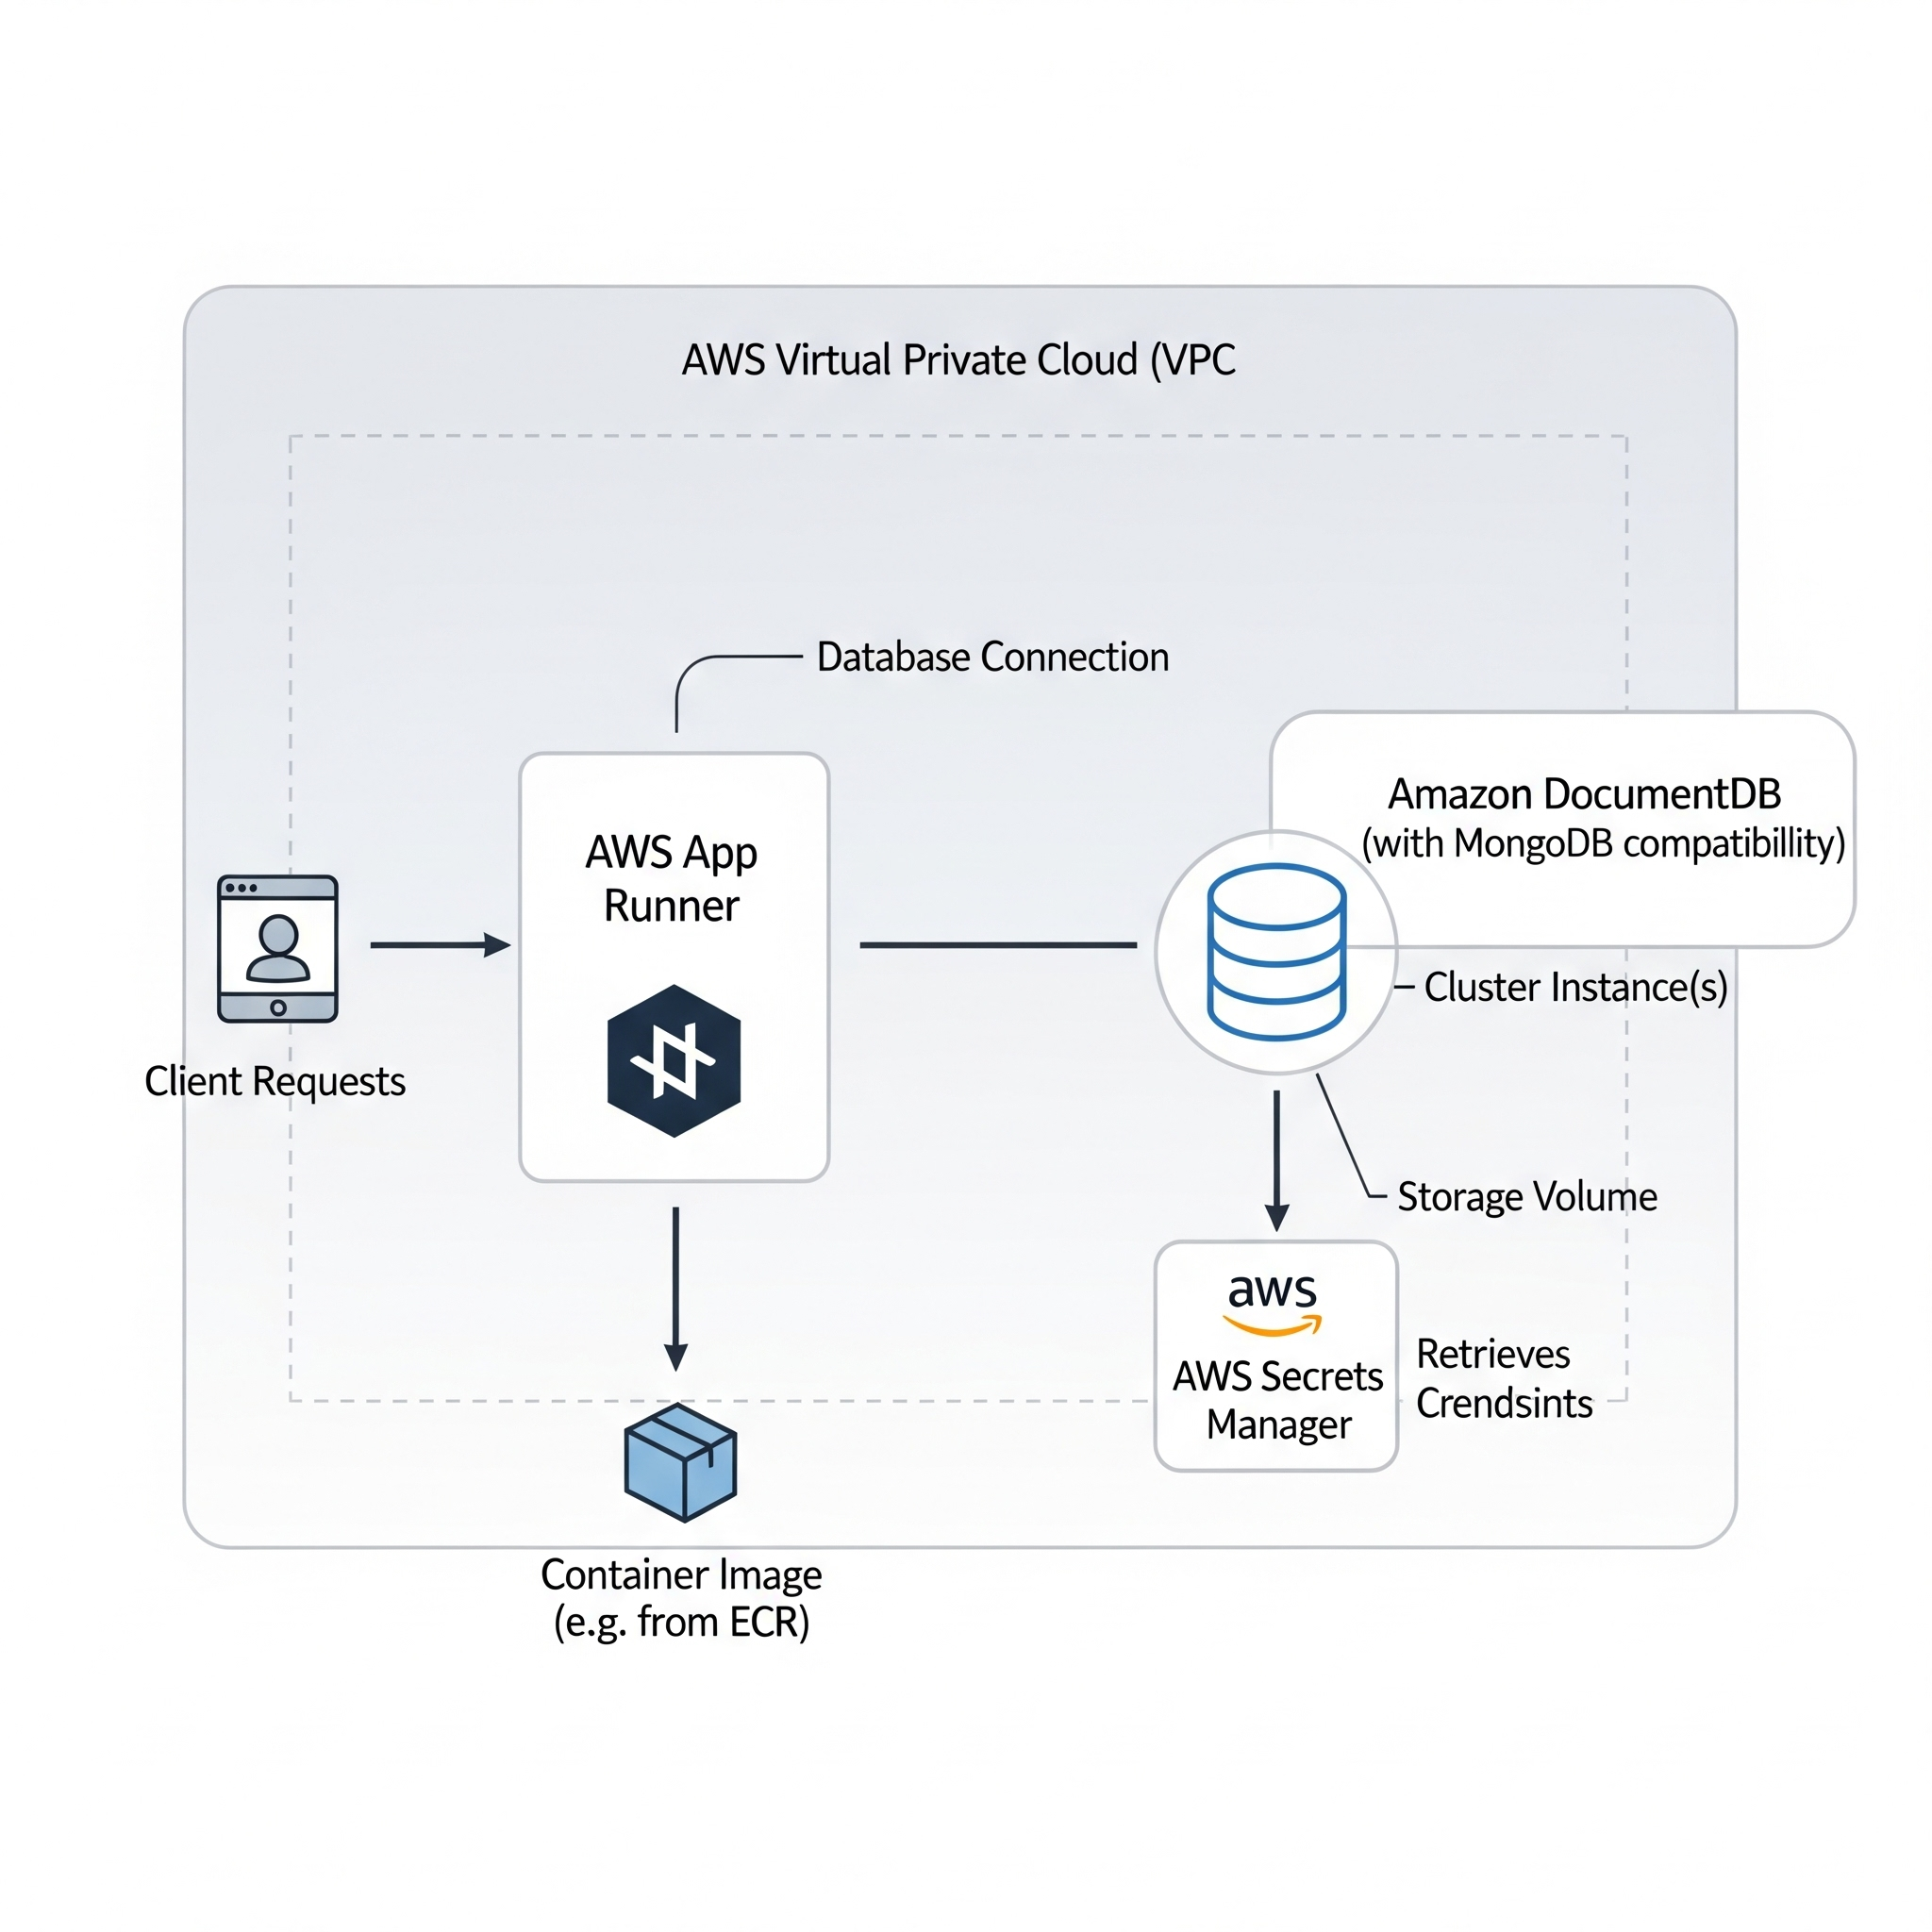 AWS Virtual Private Cloud (VPC
Database Connection
Amazon DocumentDB
(with MongoDB compatibillity)
AWS App
Runner
Cluster Instance(s)
Client Requests
Storage Volume
aws
AWS Secrets
Manager
Retrieves
Crendsints
Container Image
(e.g. from ECR)